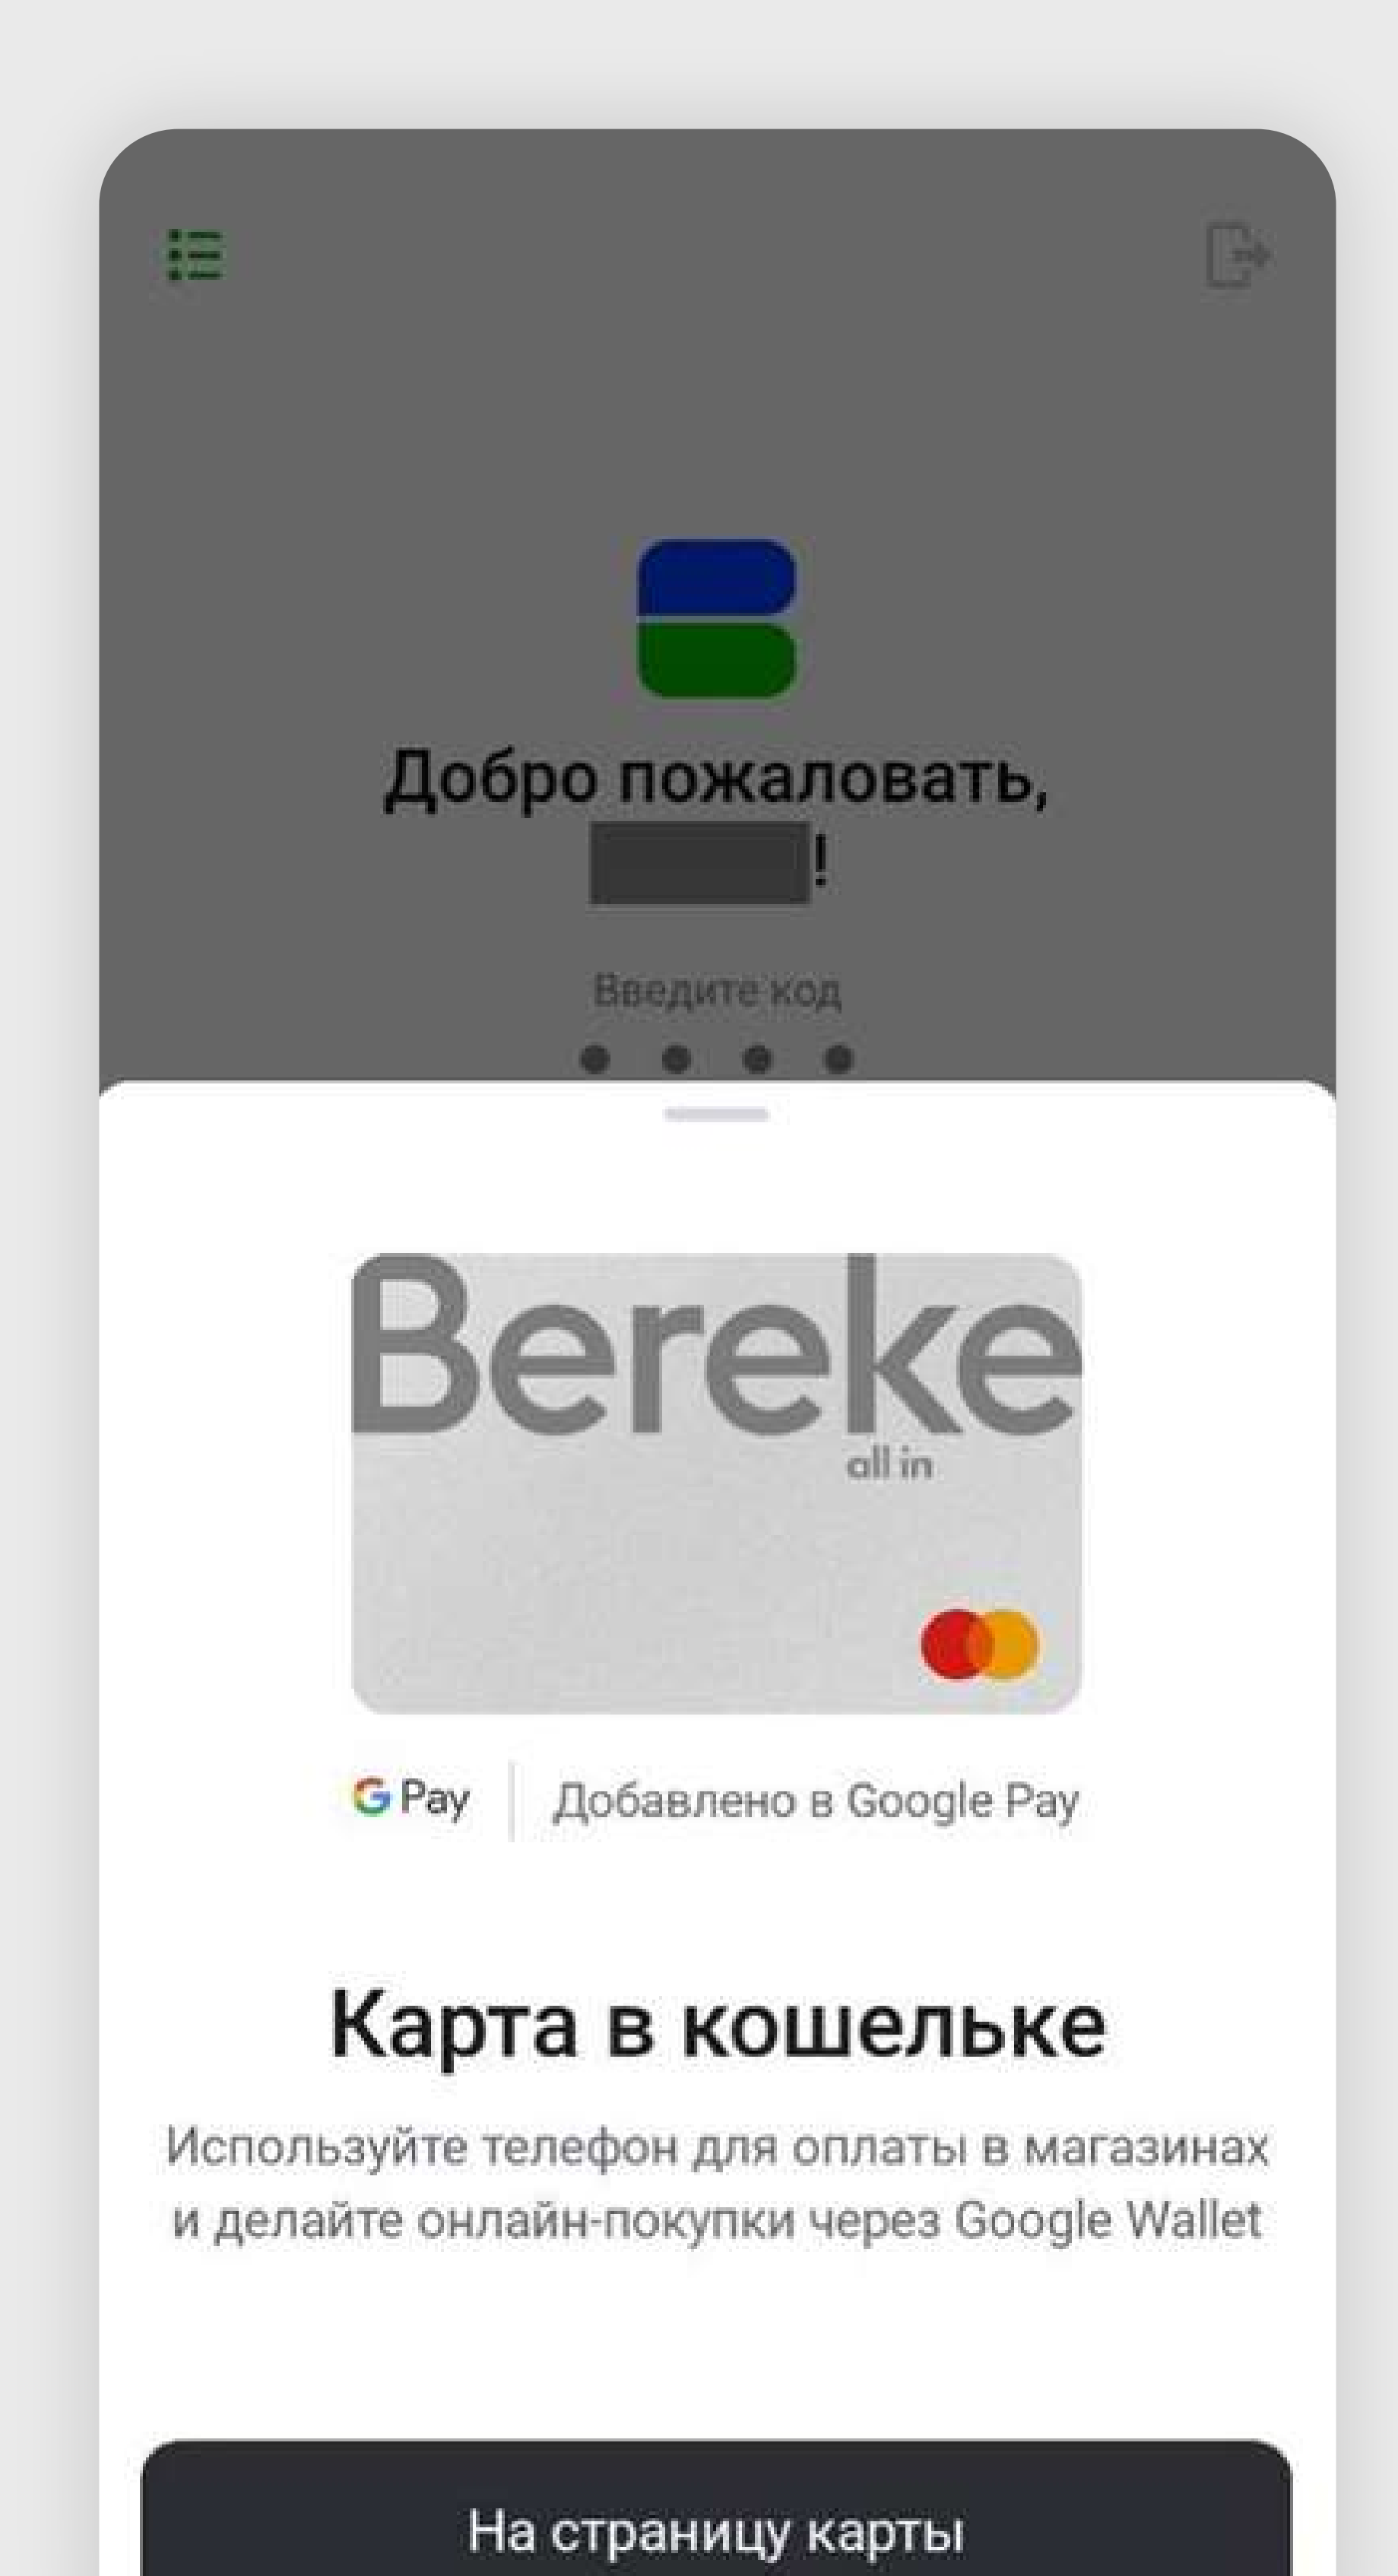 Добро пожаловать,
!
Введите код
Bereke
all in
G Pay
Добавлено в Google Pay
Карта в кошельке
Используйте телефон для оплаты в магазинах
и делайте онлайн-покупки через Google Wallet
На страницу карты